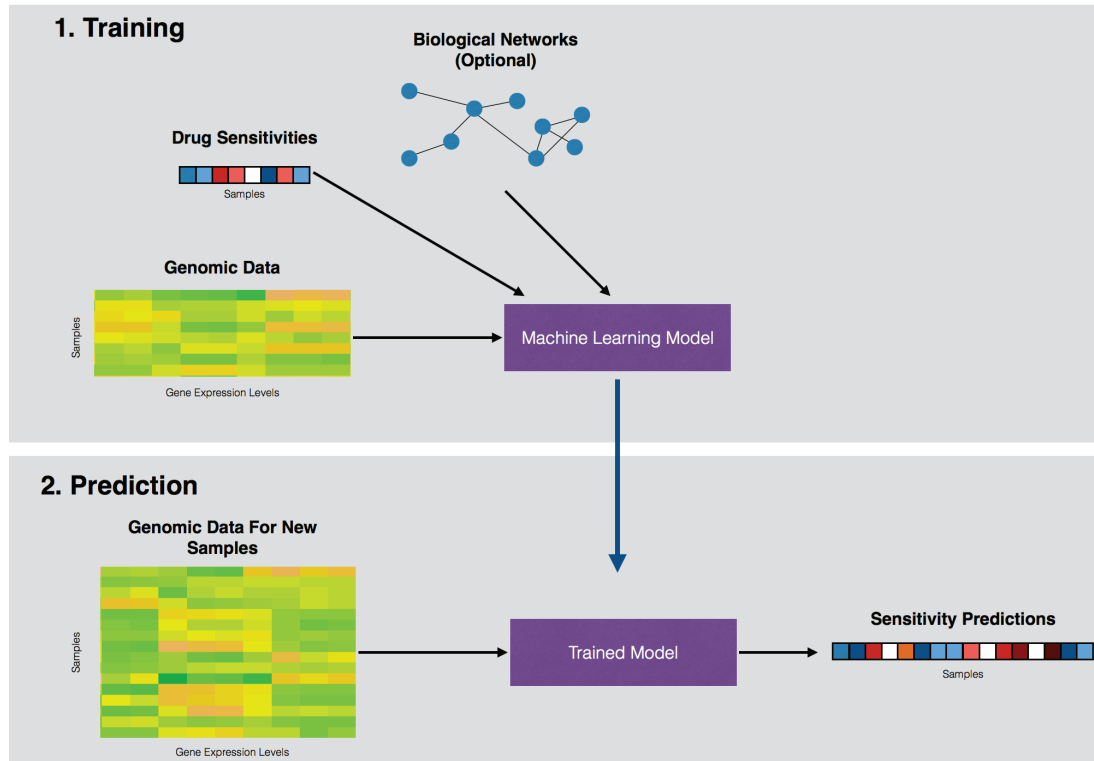 1. Training
Biological Networks
(Optional)
Drug Sensitivities
Samples
Genomic Data
Samples
Gene Expression Levels
Machine Learning Model
2. Prediction
Genomic Data For New
Samples
Samples
Gene Expression Levels
Trained Model
Sensitivity Predictions
Samples